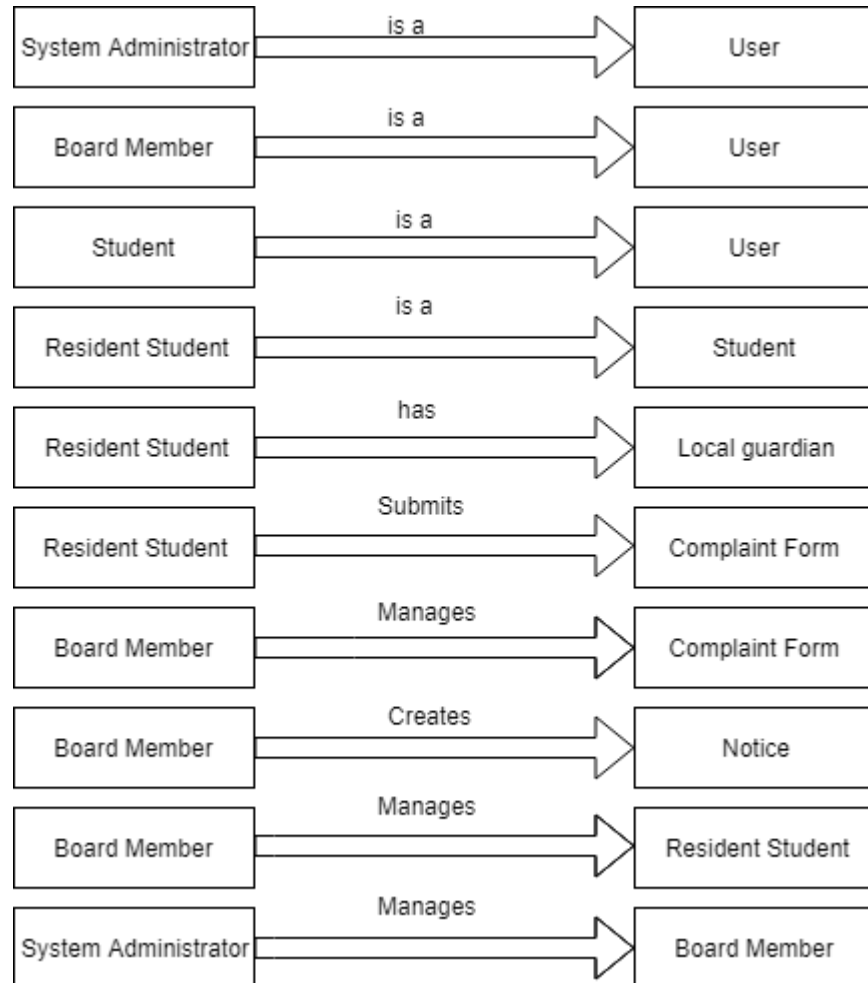 System Administrator is a User
Board Member is a User
Student is a User
Resident Student is a Student
Resident Student has Local guardian
Resident Student Submits Complaint Form
Board Member Manages Complaint Form
Board Member Creates Notice
Board Member Manages Resident Student
System Administrator Manages Board Member